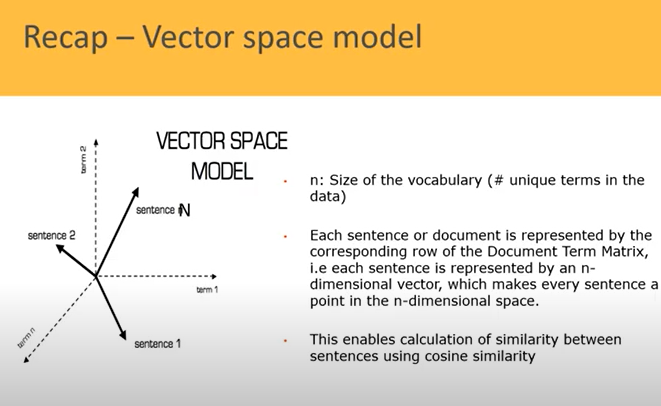 Recap – Vector space model
VECTOR SPACE
MODEL
term 2
sentence N
sentence 2
term 1
term n
sentence 1
n: Size of the vocabulary (# unique terms in the
data)
Each sentence or document is represented by the
corresponding row of the Document Term Matrix,
i.e each sentence is represented by an n-
dimensional vector, which makes every sentence a
point in the n-dimensional space.
This enables calculation of similarity between
sentences using cosine similarity